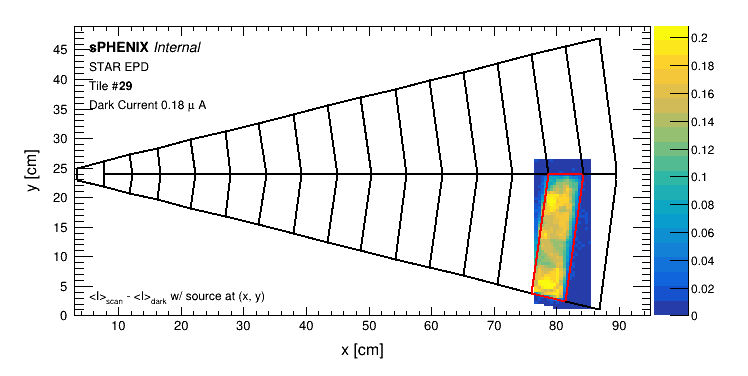 sPHENIX Internal
STAR EPD
Tile #29
Dark Current 0.18 μ A
<I>scan - <I>dark w/ source at (x, y)
y [cm]
45
40
35
30
25
20
15
10
5
0
10 20 30 40 50 60 70 80 90
x [cm]
0.2
0.18
0.16
0.14
0.12
0.1
0.08
0.06
0.04
0.02
0